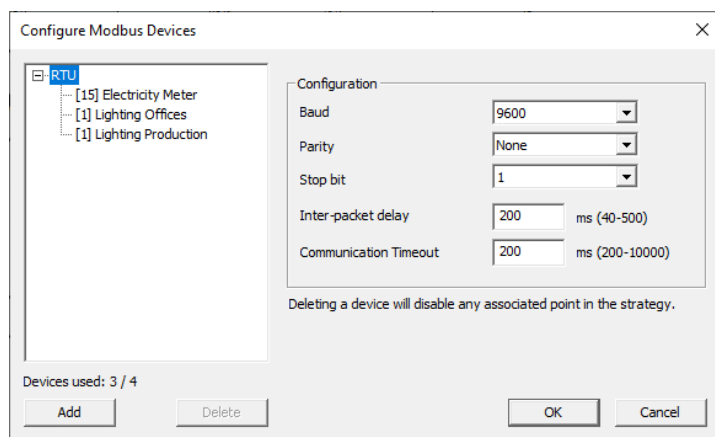 Configure Modbus Devices
RTU
[15] Electricity Meter
[1] Lighting Offices
[1] Lighting Production
Configuration
Baud 9600
Parity None
Stop bit 1
Inter-packet delay 200 ms (40-500)
Communication Timeout 200 ms (200-10000)
Deleting a device will disable any associated point in the strategy.
Devices used: 3 / 4
Add Delete OK Cancel